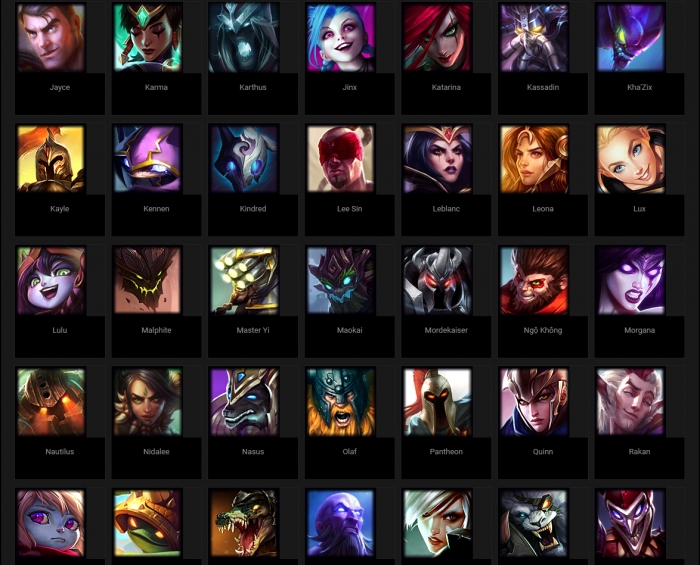 Jayce
Karma
Karthus
Jinx
Katarina
Kassadin
Kha'Zix
Kayle
Kennen
Kindred
Lee Sin
Leblanc
Leona
Lux
Lulu
Malphite
Master Yi
Maokai
Mordekaiser
Ngộ Không
Morgana
Nautilus
Nidalee
Nasus
Olaf
Pantheon
Quinn
Rakan